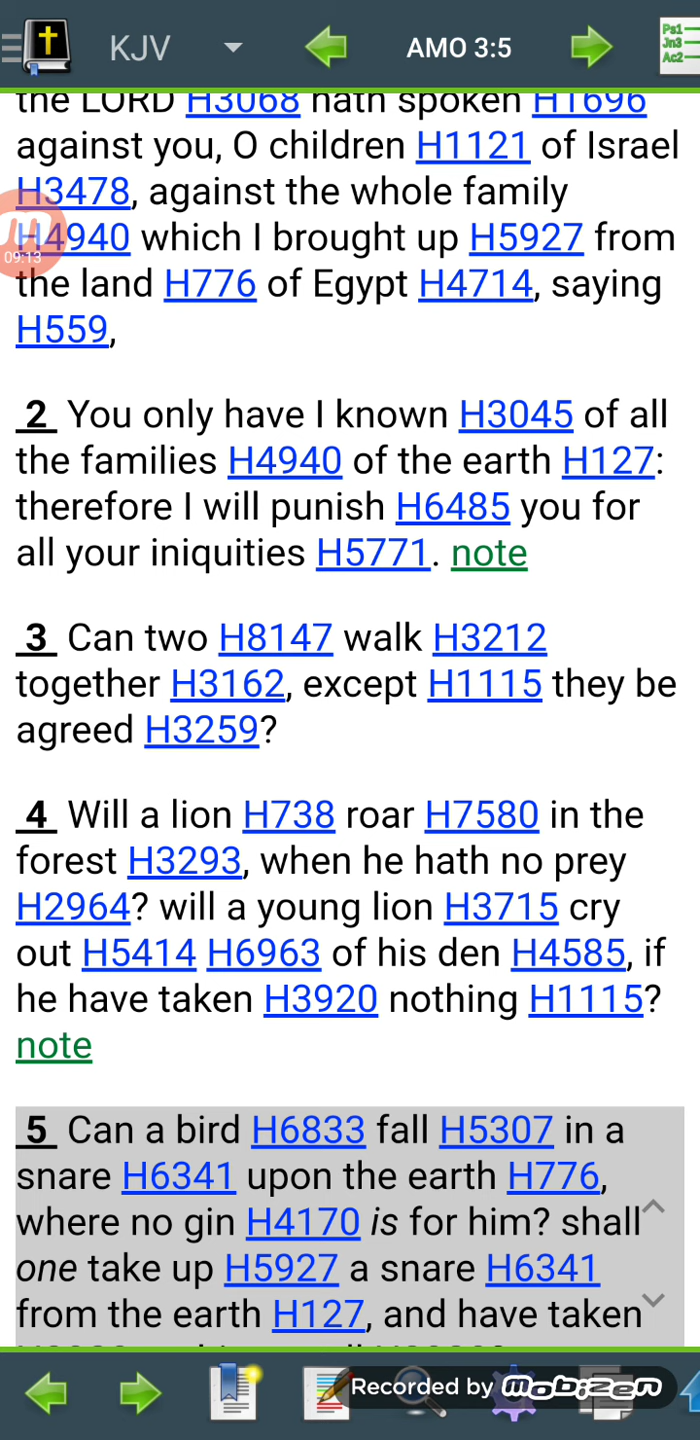 KJV
AMO 3:5
Ps1
Jn3
Ac2
the LORD H3068 hath spoken H1696
against you, O children H1121 of Israel
H3478, against the whole family
H4940 which I brought up H5927 from
09:13
the land H776 of Egypt H4714, saying
H559,
2 You only have I known H3045 of all
the families H4940 of the earth H127:
therefore I will punish H6485 you for
all your iniquities H5771. note
3 Can two H8147 walk H3212
together H3162, except H1115 they be
agreed H3259?
4 Will a lion H738 roar H7580 in the
forest H3293, when he hath no prey
H2964? will a young lion H3715 cry
out H5414 H6963 of his den H4585, if
he have taken H3920 nothing H1115?
note
5 Can a bird H6833 fall H5307 in a
snare H6341 upon the earth H776,
where no gin H4170 is for him? shall
one take up H5927 a snare H6341
from the earth H127, and have taken
Recorded by mobizen